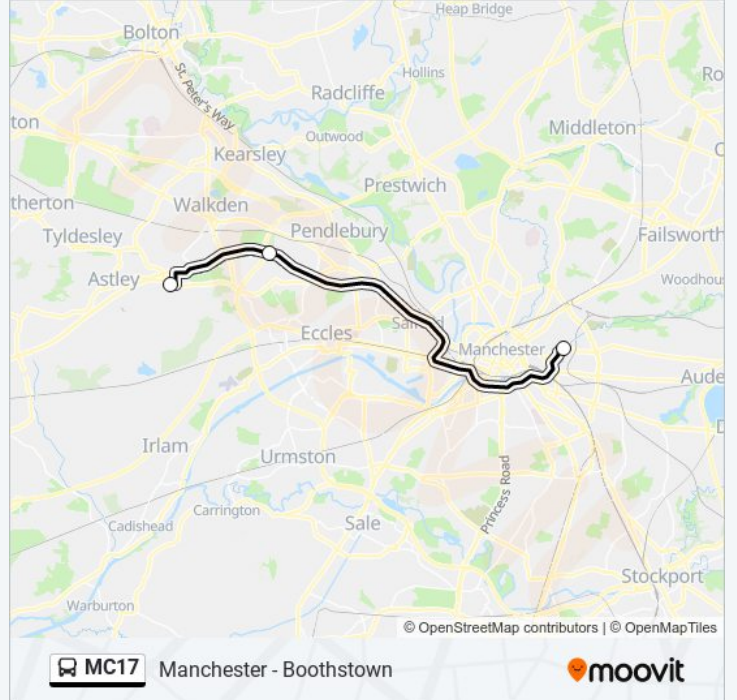 Heap Bridge
Bolton
St. Peter's Way
Hollins
Ro
Radcliffe
ton
Outwood
Middleton
Kearsley
C
Prestwich
therton
Walkden
Pendlebury
Tyldesley
Failsworth
Astley
Woodhou
Salford
Eccles
Manchester
Aude
D
Irlam
Urmston
Princess Road
Carrington
Cadishead
Sale
Stockport
Warburton
© OpenStreetMap contributors | © OpenMapTiles
MC17 Manchester - Boothstown
moovit